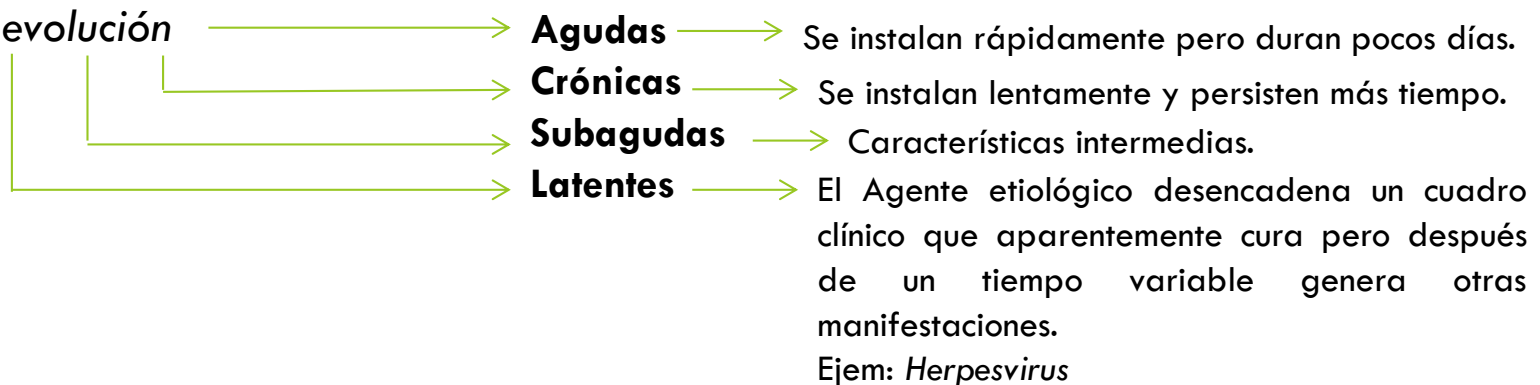 evolución
Agudas
Se instalan rápidamente pero duran pocos días.
Crónicas
Se instalan lentamente y persisten más tiempo.
Subagudas
Características intermedias.
Latentes
El Agente etiológico desencadena un cuadro
clínico que aparentemente cura pero después
de un tiempo variable genera otras
manifestaciones.
Ejem: Herpesvirus